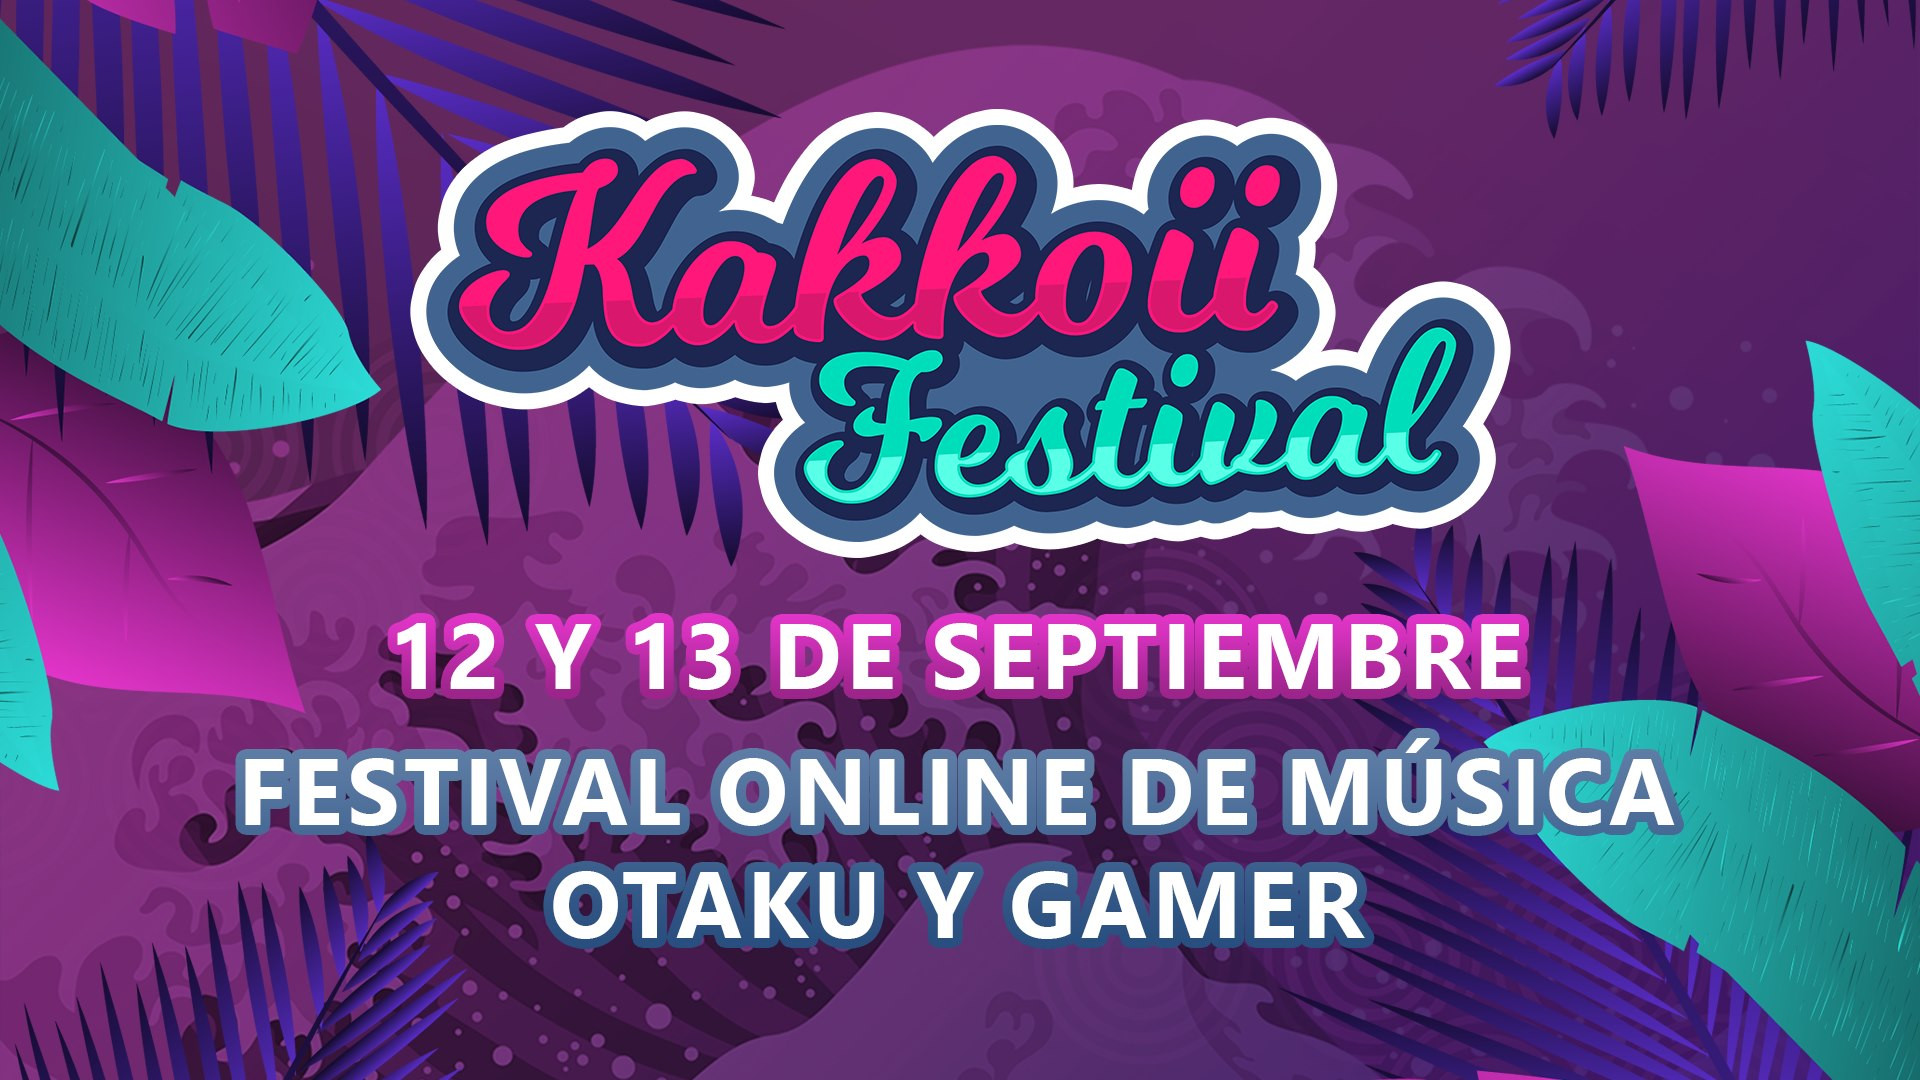 Kakkoii
Festival
12 Y 13 DE SEPTIEMBRE
FESTIVAL ONLINE DE MÚSICA
OTAKU Y GAMER